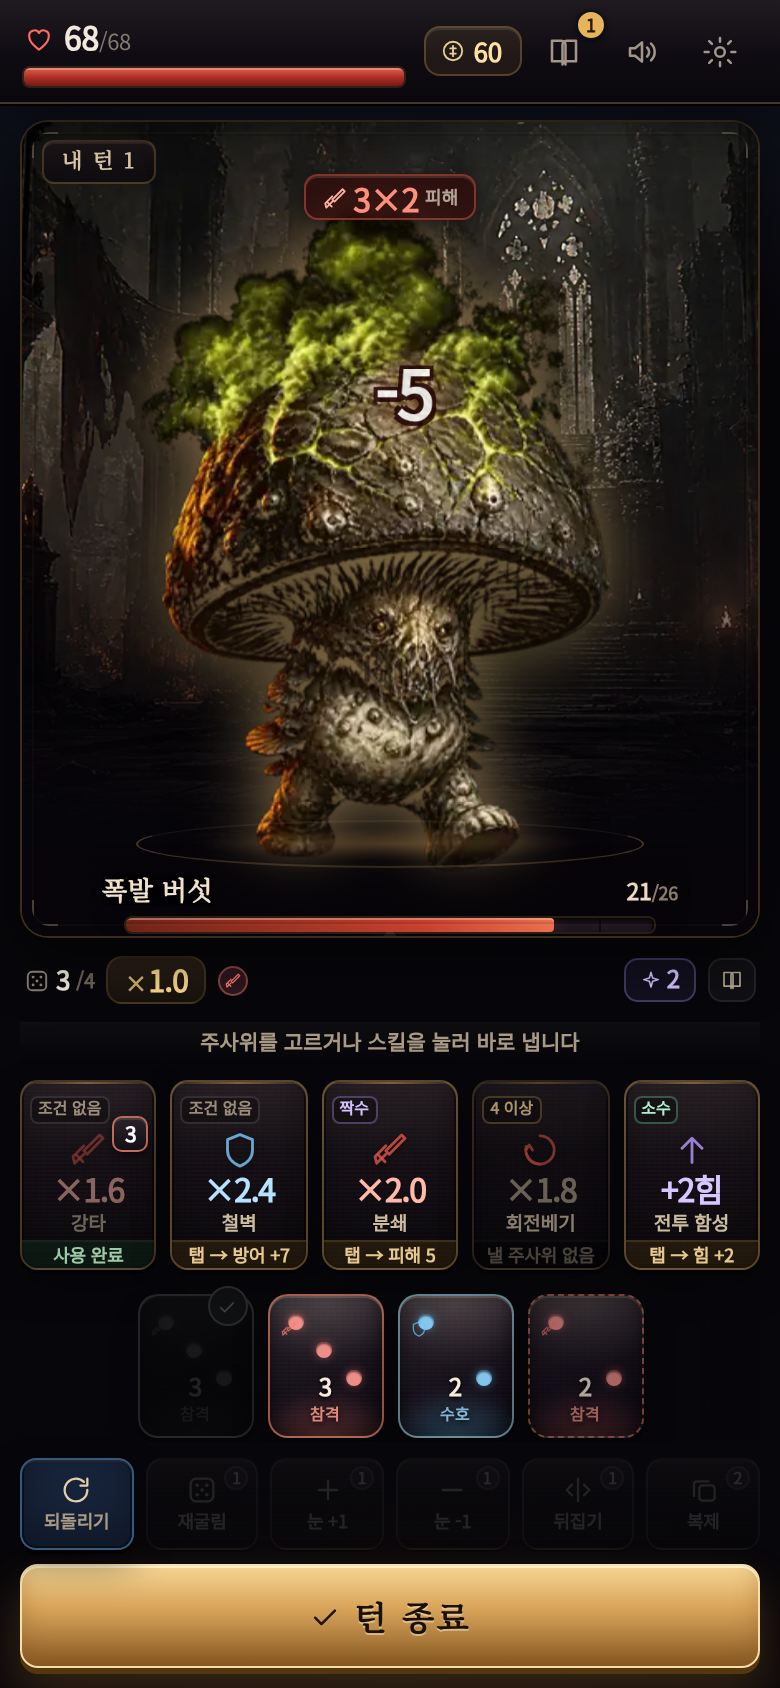 68/68
60
1
내 턴 1
3×2 피해
-5
폭발 버섯
21/26
3 /4
×1.0
2
주사위를 고르거나 스킬을 눌러 바로 냅니다
조건 없음
3
×1.6
강타
사용 완료
조건 없음
×2.4
철벽
탭 → 방어 +7
짝수
×2.0
분쇄
탭 → 피해 5
4 이상
×1.8
회전베기
낼 주사위 없음
소수
+2힘
전투 함성
탭 → 힘 +2
3
참격
3
참격
2
수호
2
참격
되돌리기
1
재굴림
1
눈 +1
1
눈 -1
1
뒤집기
2
복제
턴 종료